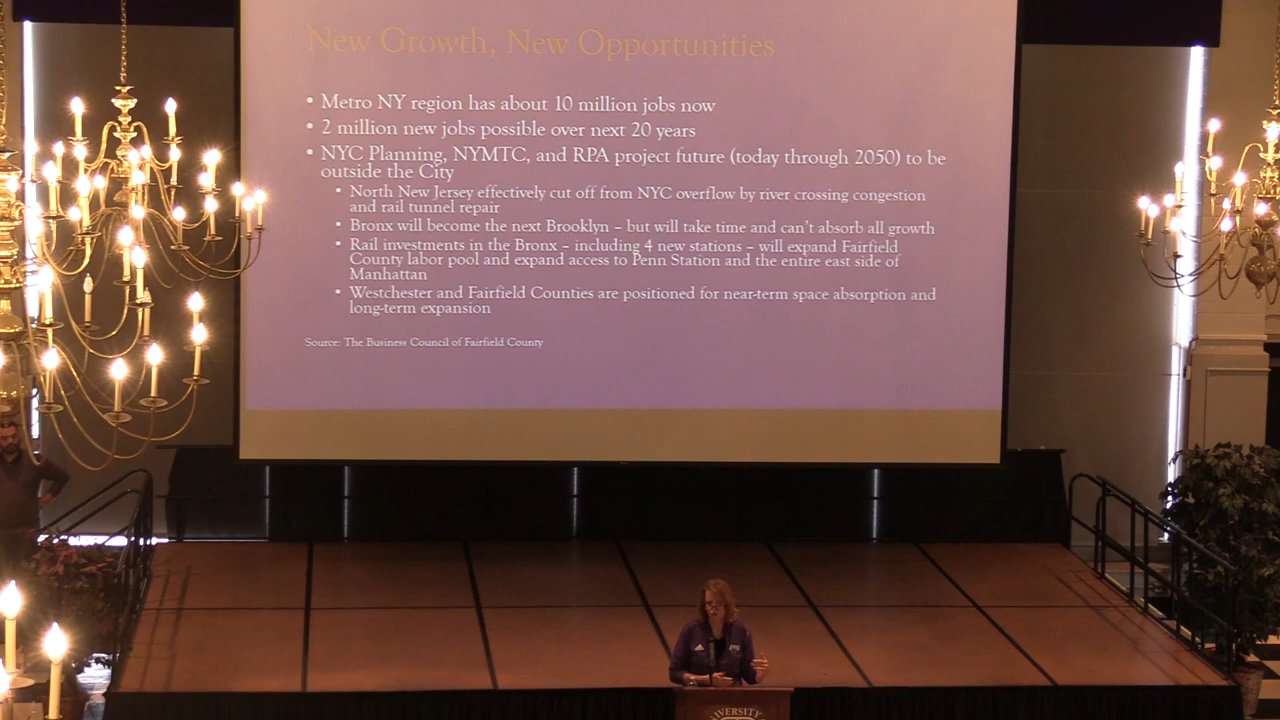 New Growth, New Opportunities
• Metro NY region has about 10 million jobs now
• 2 million new jobs possible over next 20 years
• NYC Planning, NYMTC, and RPA project future (today through 2050) to be
outside the City
• North New Jersey effectively cut off from NYC overflow by river crossing congestion
and rail tunnel repair
• Bronx will become the next Brooklyn – but will take time and can't absorb all growth
• Rail investments in the Bronx – including 4 new stations – will expand Fairfield
County labor pool and expand access to Penn Station and the entire east side of
Manhattan
• Westchester and Fairfield Counties are positioned for near-term space absorption and
long-term expansion
Source: The Business Council of Fairfield County